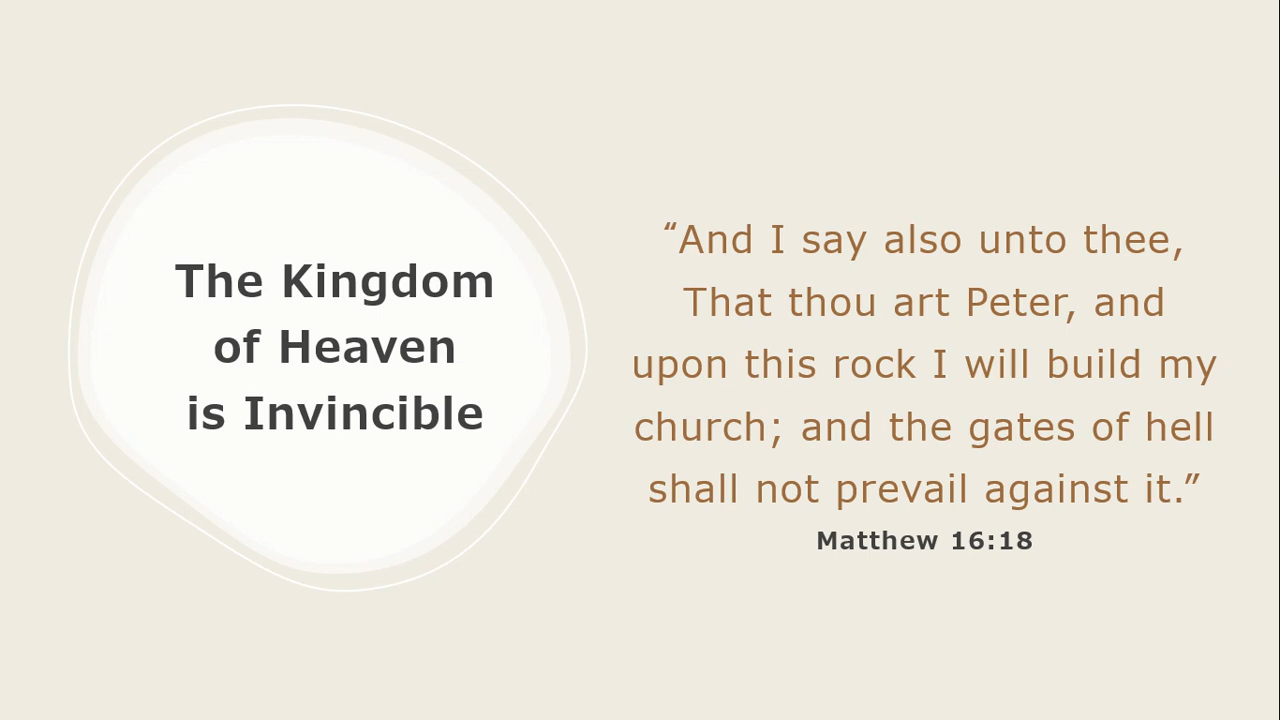 The Kingdom
of Heaven
is Invincible
“And I say also unto thee,
That thou art Peter, and
upon this rock I will build my
church; and the gates of hell
shall not prevail against it.”
Matthew 16:18